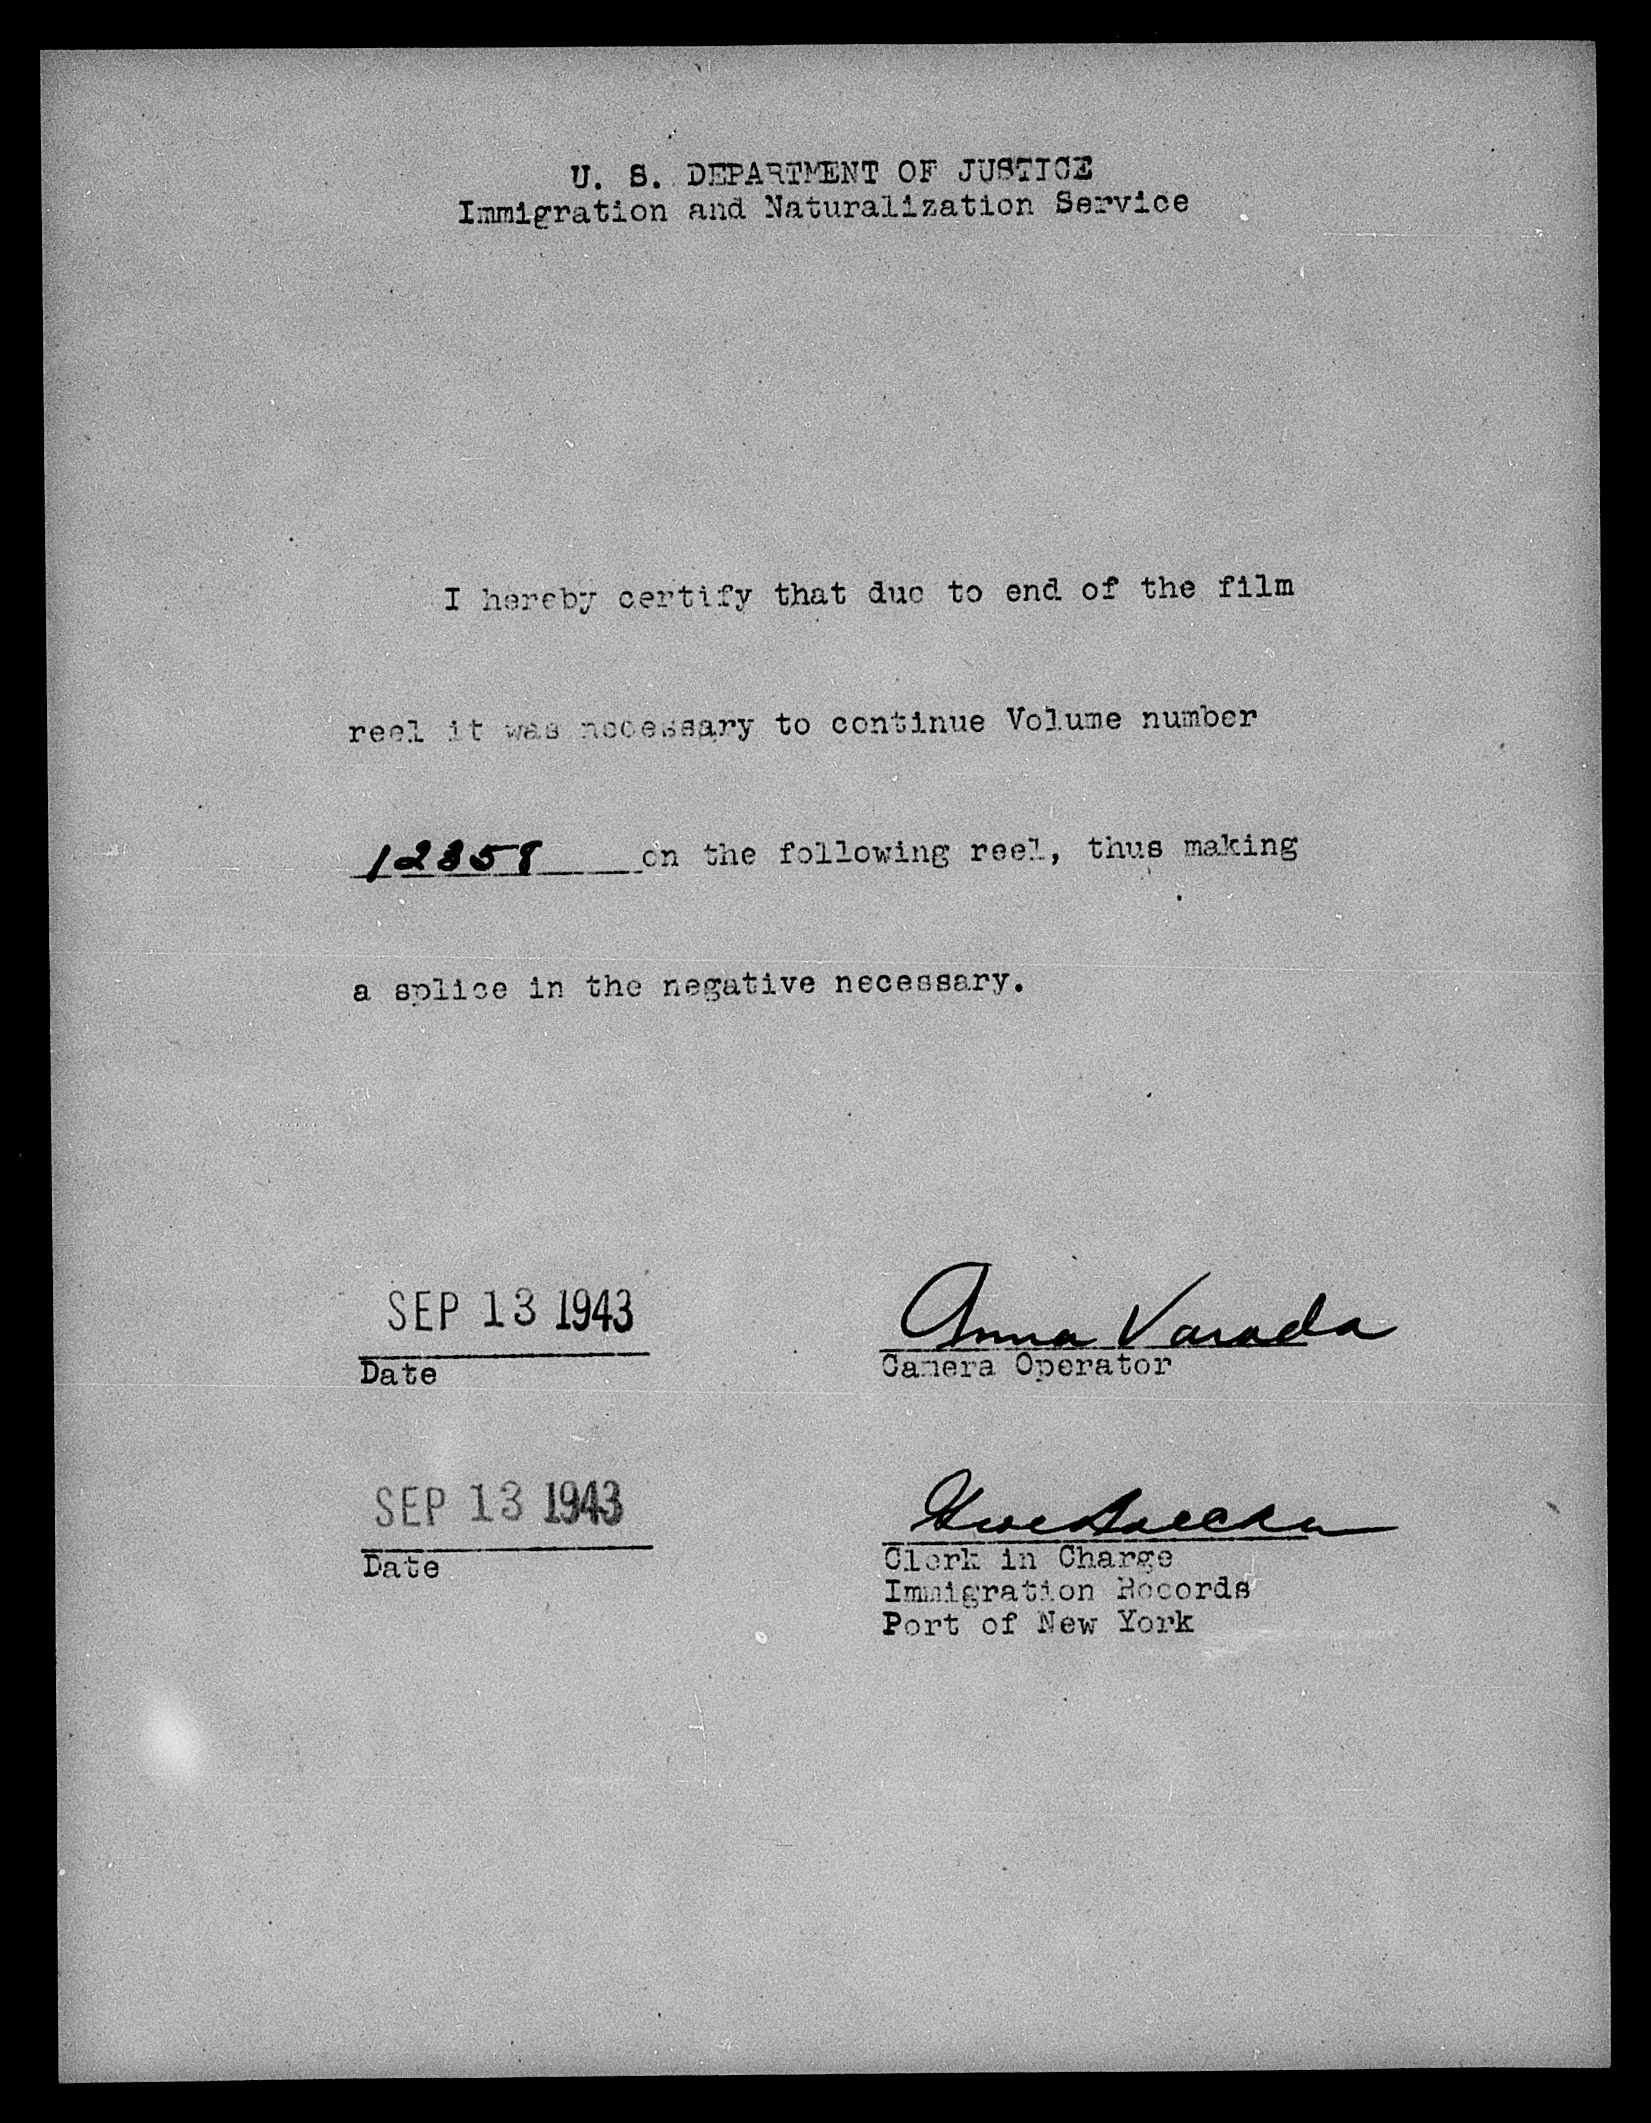 U. S. DEPARTMENT OF JUSTICE
Immigration and Naturalization Service
I hereby certify that due to end of the film
reel it was necessary to continue Volume number
12358 on the following reel, thus making
a splice in the negative necessary.
SEP 13 1943
Date
Anna Varada
Camera Operator
SEP 13 1943
Date
Clerk in Charge
Immigration Records
Port of New York